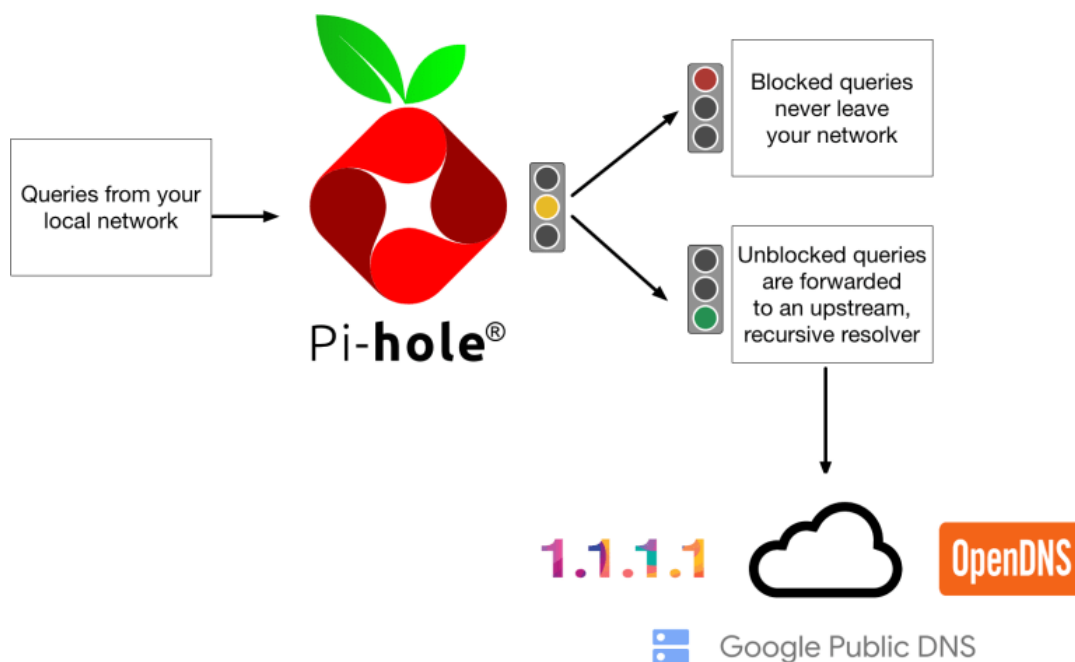 Queries from your
local network
Pi-hole®
Blocked queries
never leave
your network
Unblocked queries
are forwarded
to an upstream,
recursive resolver
1.1.1.1
OpenDNS
Google Public DNS